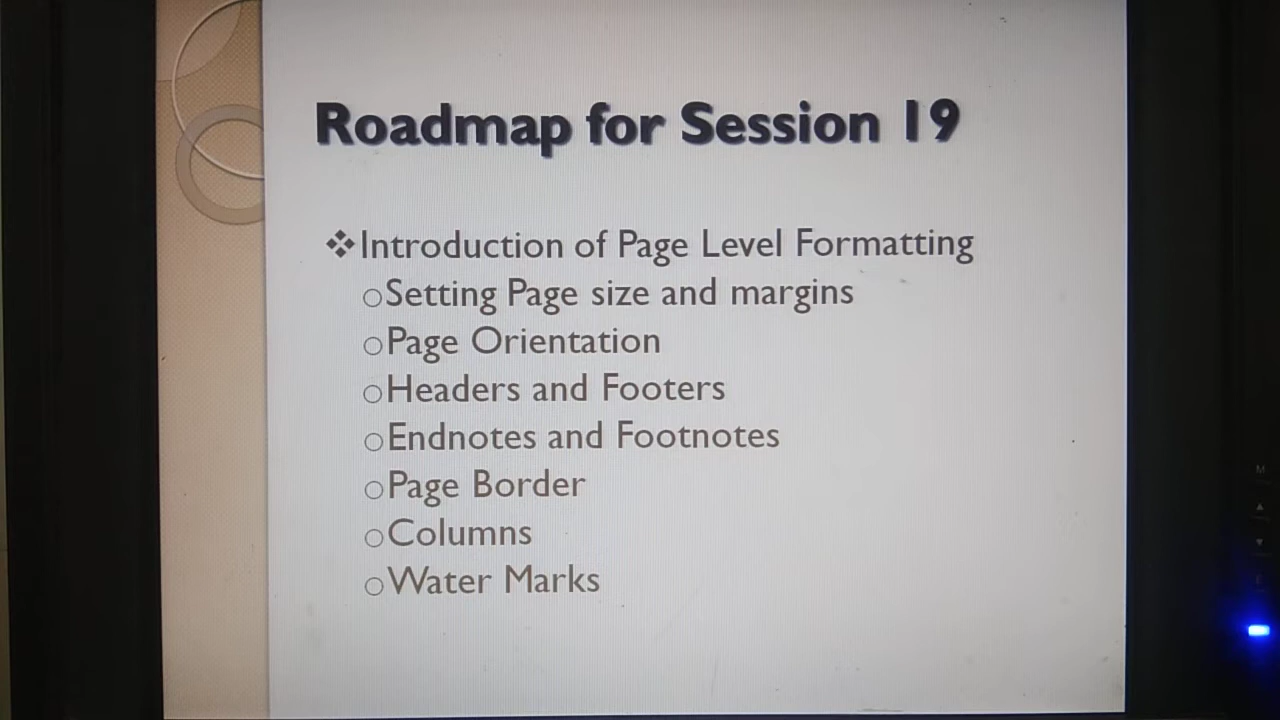 Roadmap for Session 19
❖Introduction of Page Level Formatting
○Setting Page size and margins
○Page Orientation
○Headers and Footers
○Endnotes and Footnotes
○Page Border
○Columns
○Water Marks
M